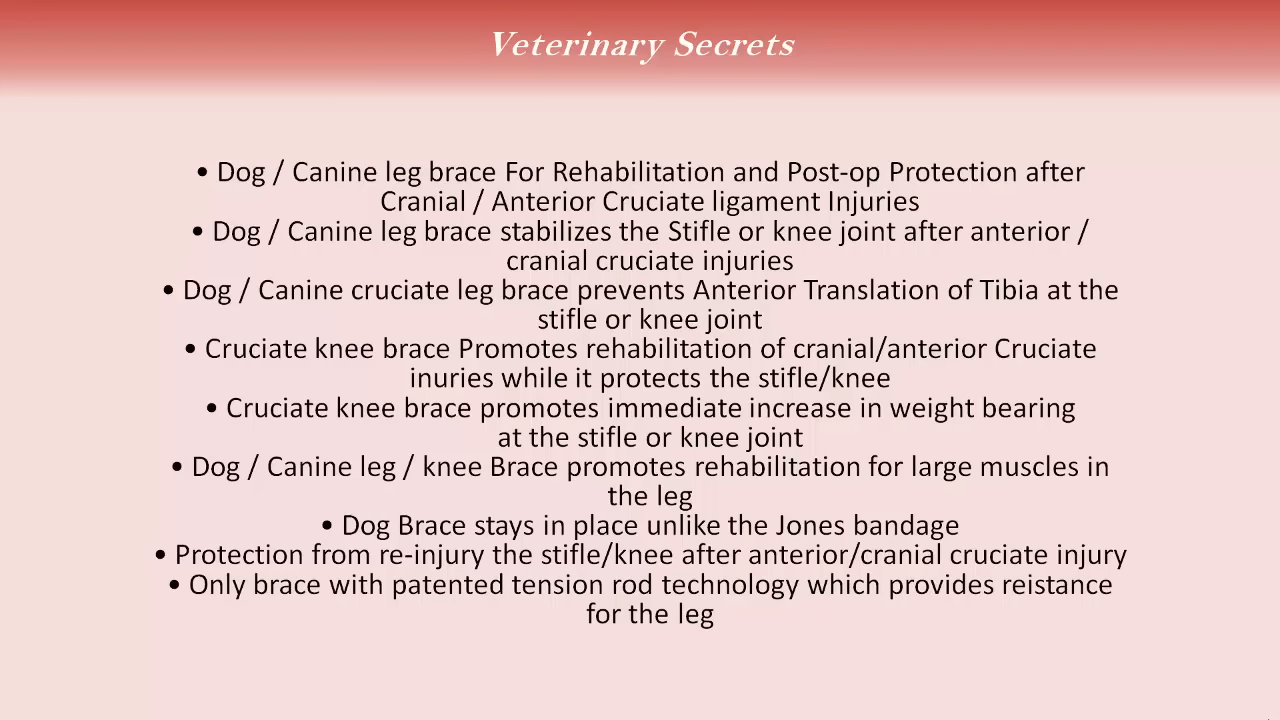 Veterinary Secrets
• Dog / Canine leg brace For Rehabilitation and Post-op Protection after
Cranial / Anterior Cruciate ligament Injuries
• Dog / Canine leg brace stabilizes the Stifle or knee joint after anterior /
cranial cruciate injuries
• Dog / Canine cruciate leg brace prevents Anterior Translation of Tibia at the
stifle or knee joint
• Cruciate knee brace Promotes rehabilitation of cranial/anterior Cruciate
inuries while it protects the stifle/knee
• Cruciate knee brace promotes immediate increase in weight bearing
at the stifle or knee joint
• Dog / Canine leg / knee Brace promotes rehabilitation for large muscles in
the leg
• Dog Brace stays in place unlike the Jones bandage
• Protection from re-injury the stifle/knee after anterior/cranial cruciate injury
• Only brace with patented tension rod technology which provides reistance
for the leg